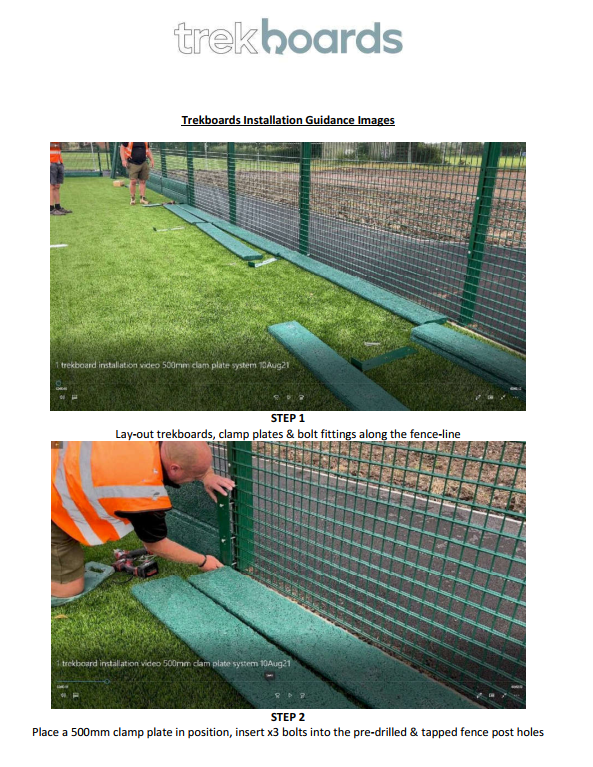 trekboards
Trekboards Installation Guidance Images
1 trekboard installation video 500mm clam plate system 10Aug21
STEP 1
Lay-out trekboards, clamp plates & bolt fittings along the fence-line
1 trekboard installation video 500mm clam plate system 10Aug21
STEP 2
Place a 500mm clamp plate in position, insert x3 bolts into the pre-drilled & tapped fence post holes